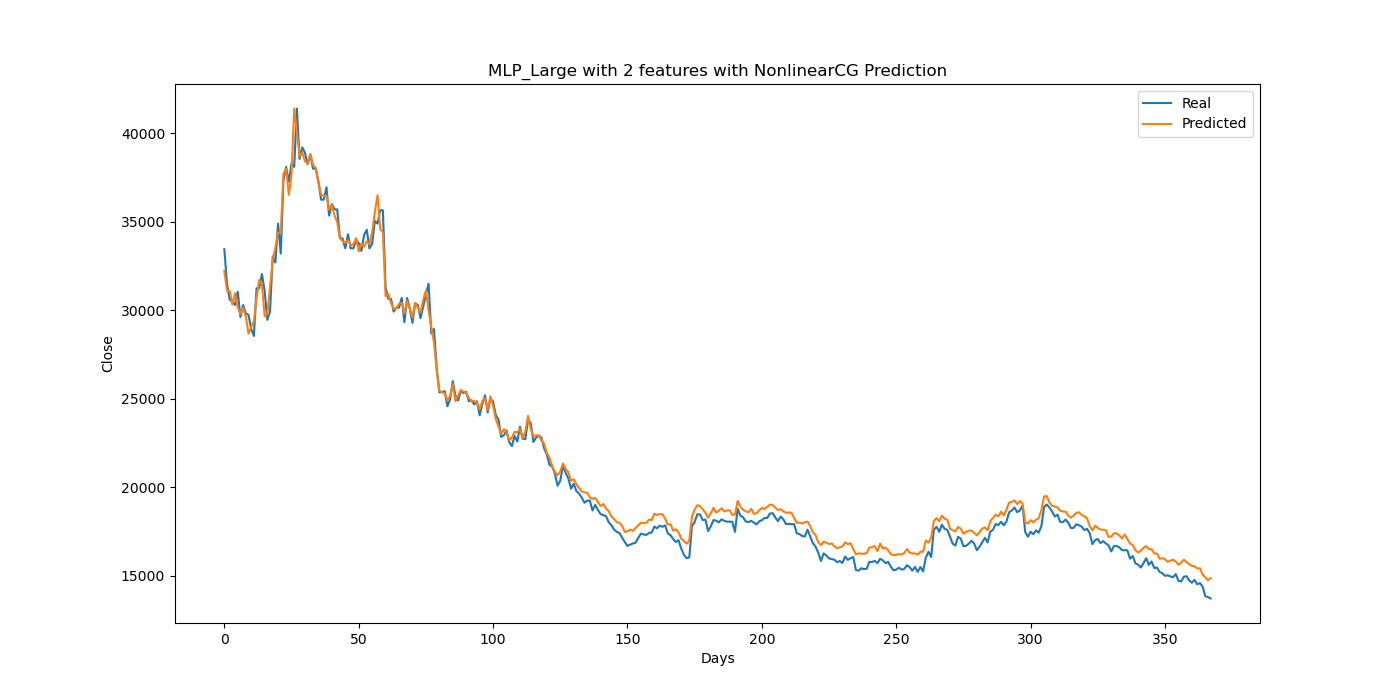 MLP_Large with 2 features with NonlinearCG Prediction
Real
Predicted
40000
35000
30000
25000
20000
15000
Close
0 50 100 150 200 250 300 350
Days